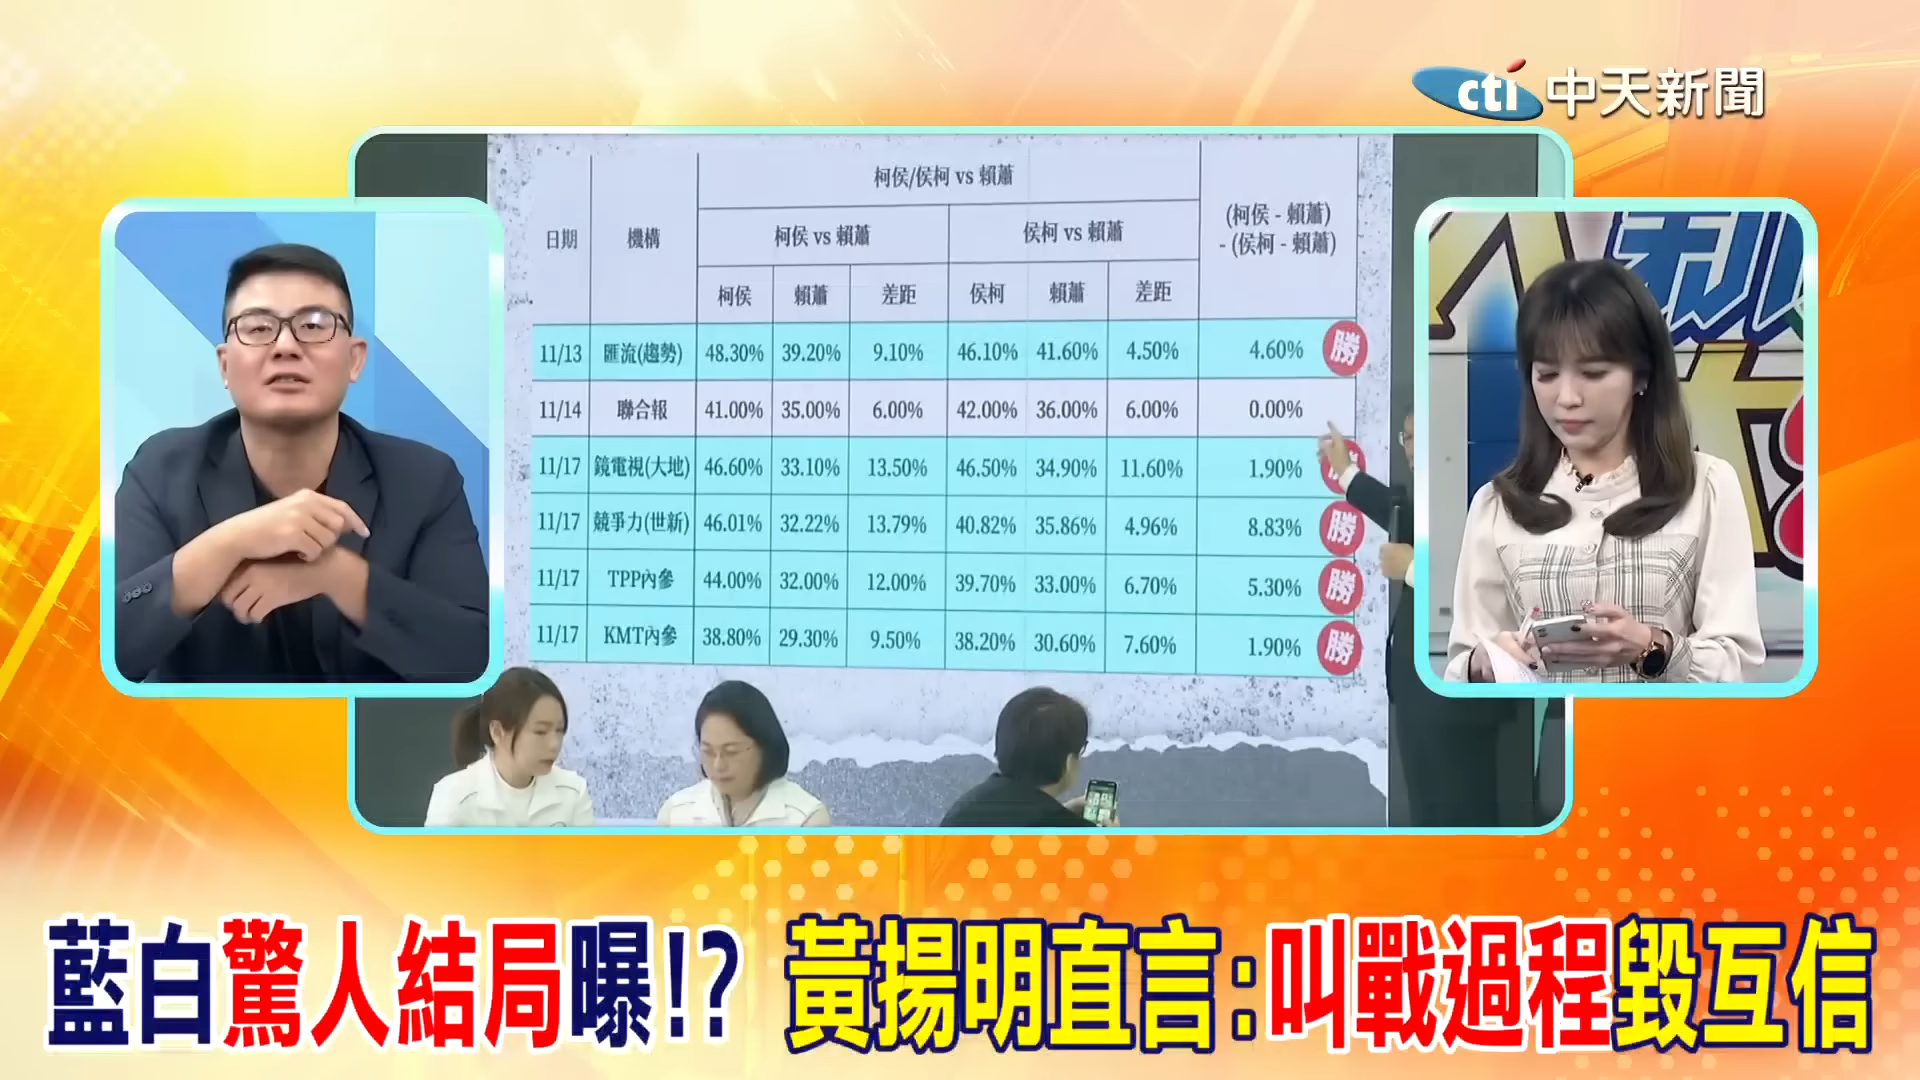 cti 中天新聞
柯侯/侯柯 vs 賴蕭
日期 機構 柯侯 vs 賴蕭 侯柯 vs 賴蕭 (柯侯 - 賴蕭)
- (侯柯 - 賴蕭)
柯侯 賴蕭 差距 侯柯 賴蕭 差距
11/13 匯流(趨勢) 48.30% 39.20% 9.10% 46.10% 41.60% 4.50% 4.60% 勝
11/14 聯合報 41.00% 35.00% 6.00% 42.00% 36.00% 6.00% 0.00%
11/17 鏡電視(大地) 46.60% 33.10% 13.50% 46.50% 34.90% 11.60% 1.90%
11/17 競爭力(世新) 46.01% 32.22% 13.79% 40.82% 35.86% 4.96% 8.83% 勝
11/17 TPP內參 44.00% 32.00% 12.00% 39.70% 33.00% 6.70% 5.30% 勝
11/17 KMT內參 38.80% 29.30% 9.50% 38.20% 30.60% 7.60% 1.90% 勝
藍白驚人結局曝!? 黃揚明直言:叫戰過程毀互信